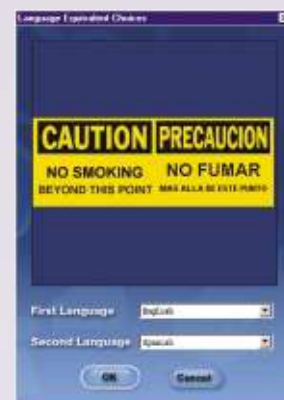 Language Equivalent Choices
CAUTION PRECAUCION
NO SMOKING NO FUMAR
BEYOND THIS POINT MAS ALLA DE ESTE PUNTO
First Language English
Second Language Spanish
OK Cancel